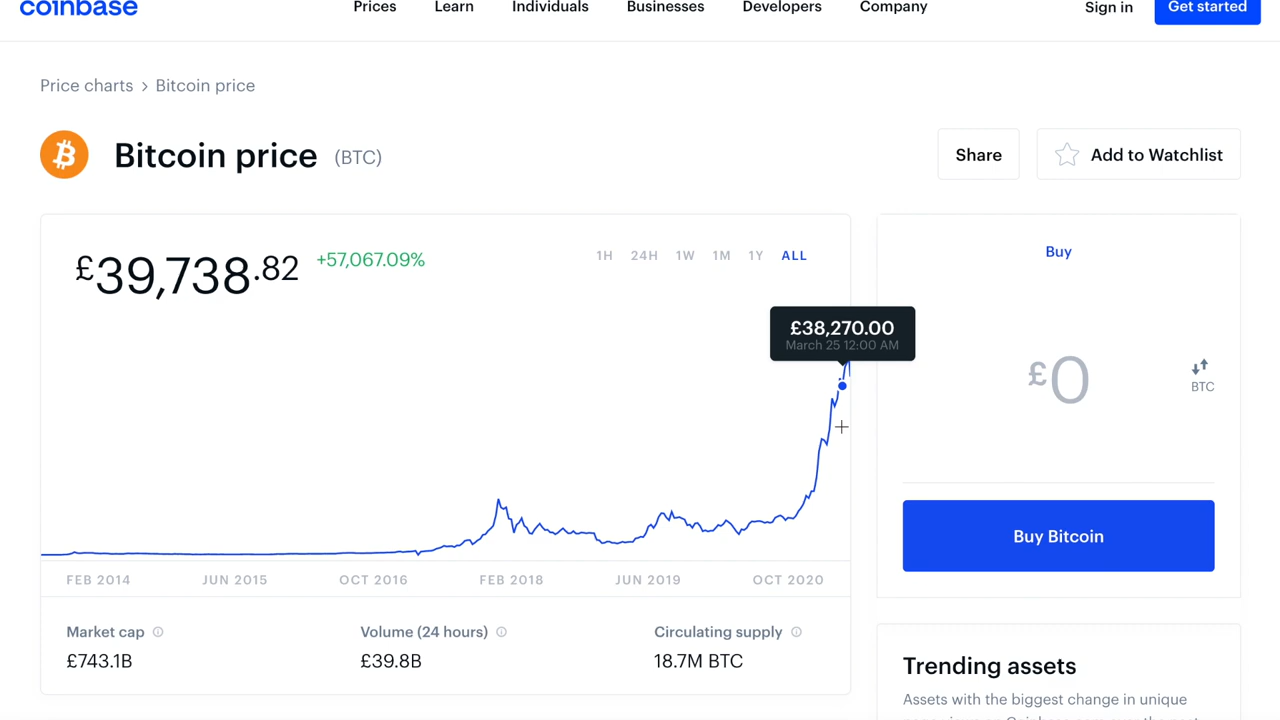 coinbase Prices Learn Individuals Businesses Developers Company Sign in Get started
Price charts › Bitcoin price
Bitcoin price (BTC)
Share
Add to Watchlist
£39,738.82 +57,067.09%
1H 24H 1W 1M 1Y ALL
£38,270.00
March 25 12:00 AM
FEB 2014 JUN 2015 OCT 2016 FEB 2018 JUN 2019 OCT 2020
Market cap Volume (24 hours) Circulating supply
£743.1B £39.8B 18.7M BTC
Buy
£0
BTC
Buy Bitcoin
Trending assets
Assets with the biggest change in unique